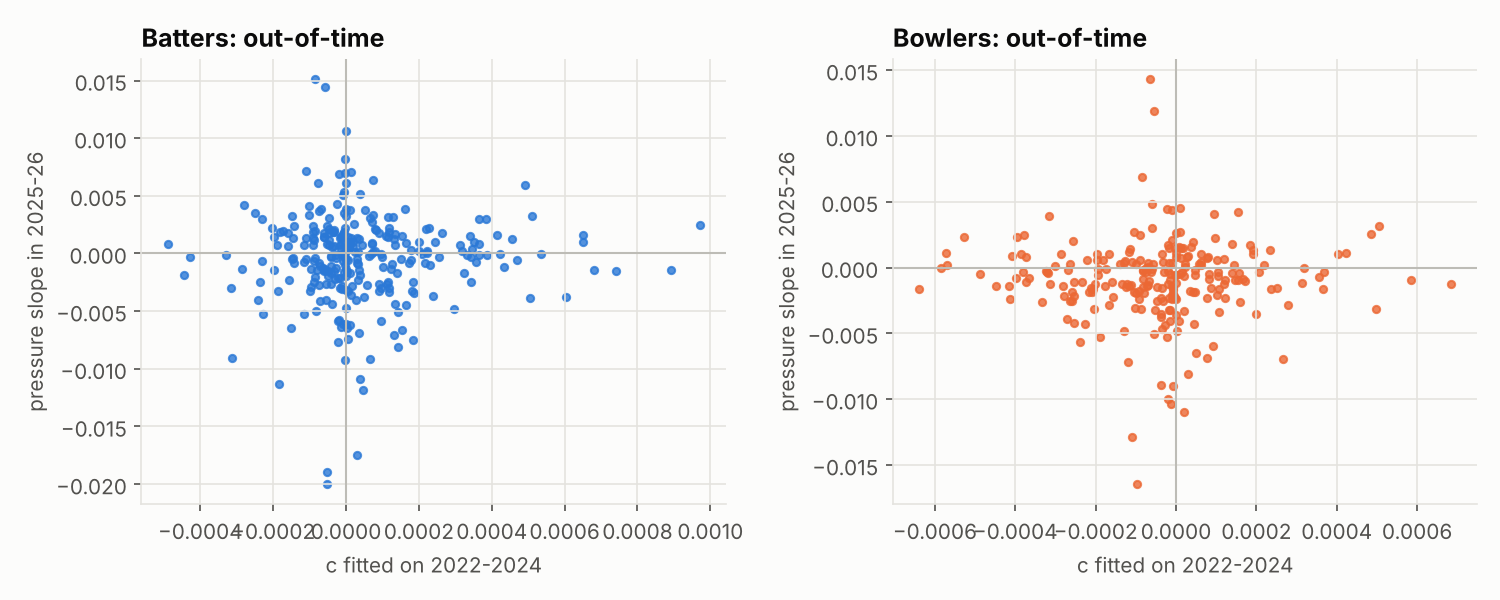 Batters: out-of-time
pressure slope in 2025-26
0.015
0.010
0.005
0.000
−0.005
−0.010
−0.015
−0.020
−0.0004 −0.0002 0.0000 0.0002 0.0004 0.0006 0.0008 0.0010
c fitted on 2022-2024
Bowlers: out-of-time
pressure slope in 2025-26
0.015
0.010
0.005
0.000
−0.005
−0.010
−0.015
−0.0006 −0.0004 −0.0002 0.0000 0.0002 0.0004 0.0006
c fitted on 2022-2024